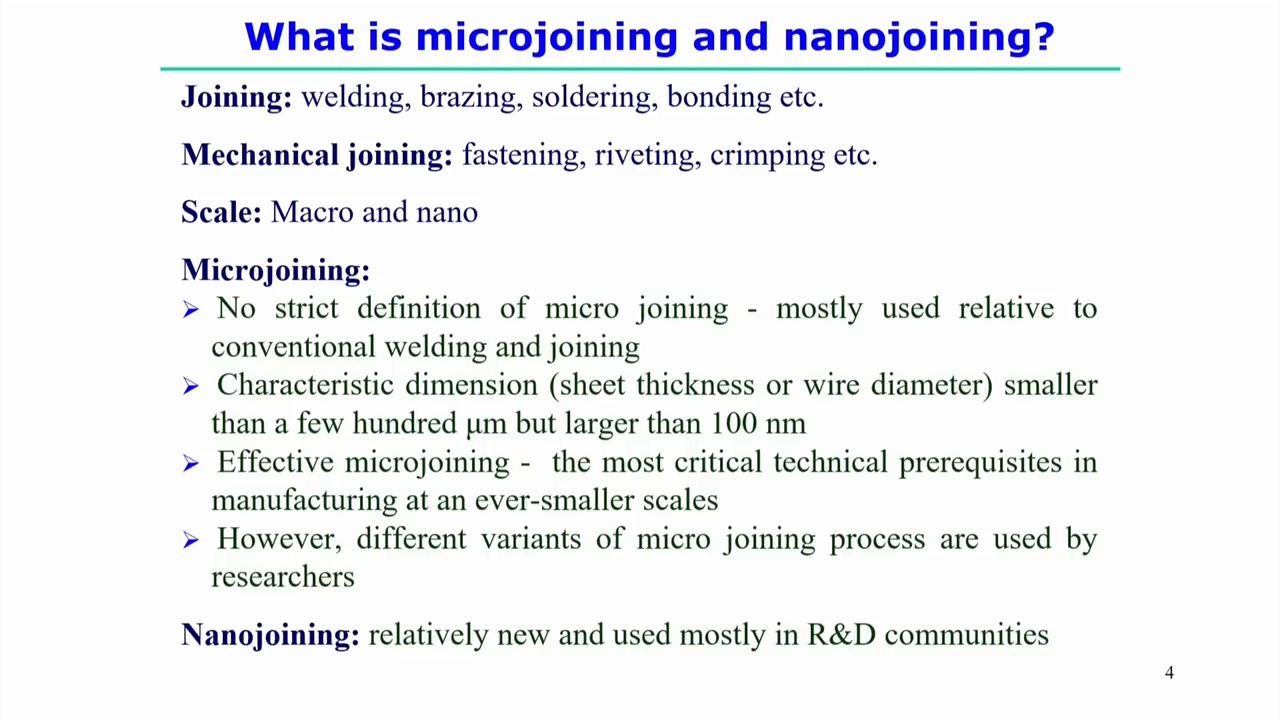 What is microjoining and nanojoining?
Joining: welding, brazing, soldering, bonding etc.
Mechanical joining: fastening, riveting, crimping etc.
Scale: Macro and nano
Microjoining:
➢ No strict definition of micro joining - mostly used relative to
conventional welding and joining
➢ Characteristic dimension (sheet thickness or wire diameter) smaller
than a few hundred μm but larger than 100 nm
➢ Effective microjoining - the most critical technical prerequisites in
manufacturing at an ever-smaller scales
➢ However, different variants of micro joining process are used by
researchers
Nanojoining: relatively new and used mostly in R&D communities
4